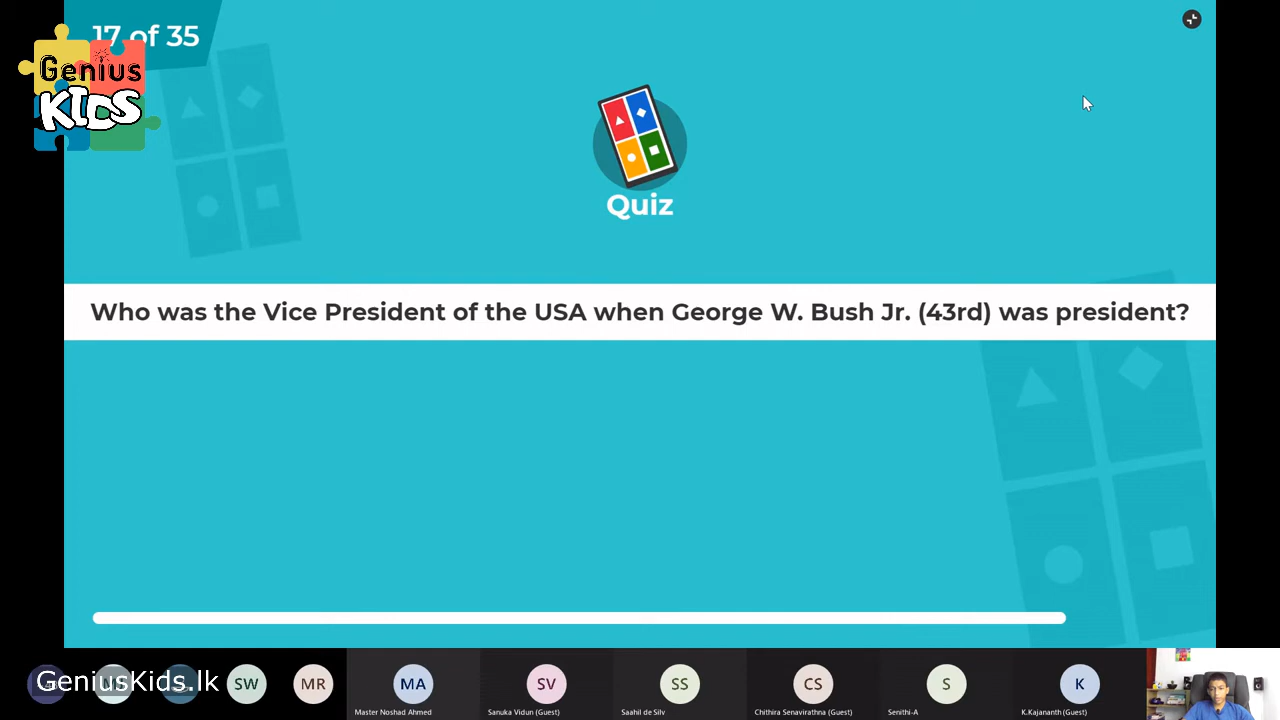 17 of 35
Genius
KIDS
Quiz
Who was the Vice President of the USA when George W. Bush Jr. (43rd) was president?
GeniusKids.lk
SW
MR
MA
SV
SS
CS
S
K
Master Noshad Ahmed
Sanuka Vidun (Guest)
Saahil de Silv
Chithira Senavirathna (Guest)
Senithi-A
K.Kajananth (Guest)